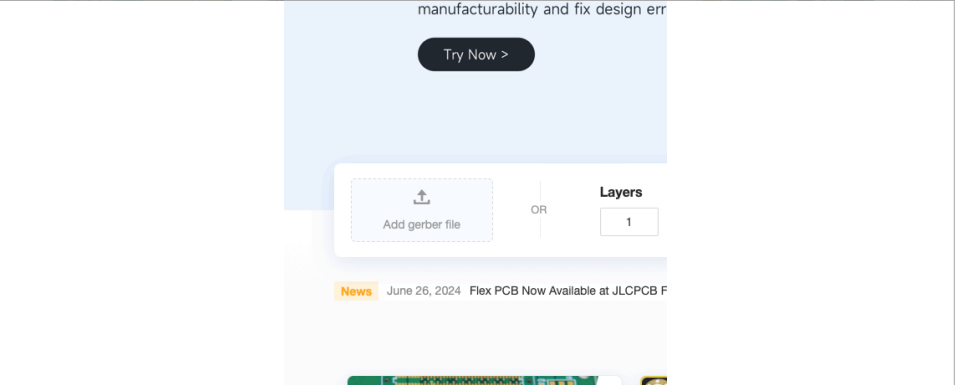 manufacturability and fix design err
Try Now >
Add gerber file
OR
Layers
1
News June 26, 2024 Flex PCB Now Available at JLCPCB F